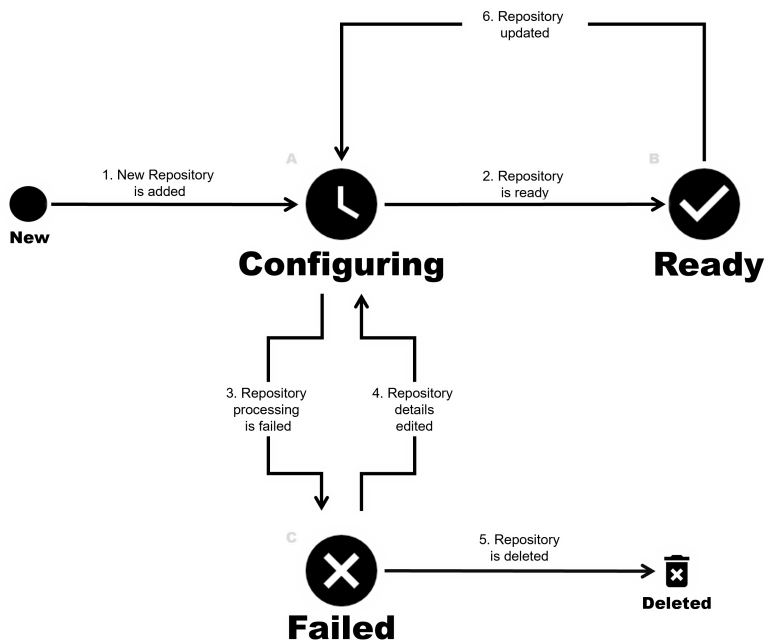 6. Repository
updated
A
B
1. New Repository
is added
2. Repository
is ready
New
Configuring
Ready
3. Repository
processing
is failed
4. Repository
details
edited
C
5. Repository
is deleted
Deleted
Failed